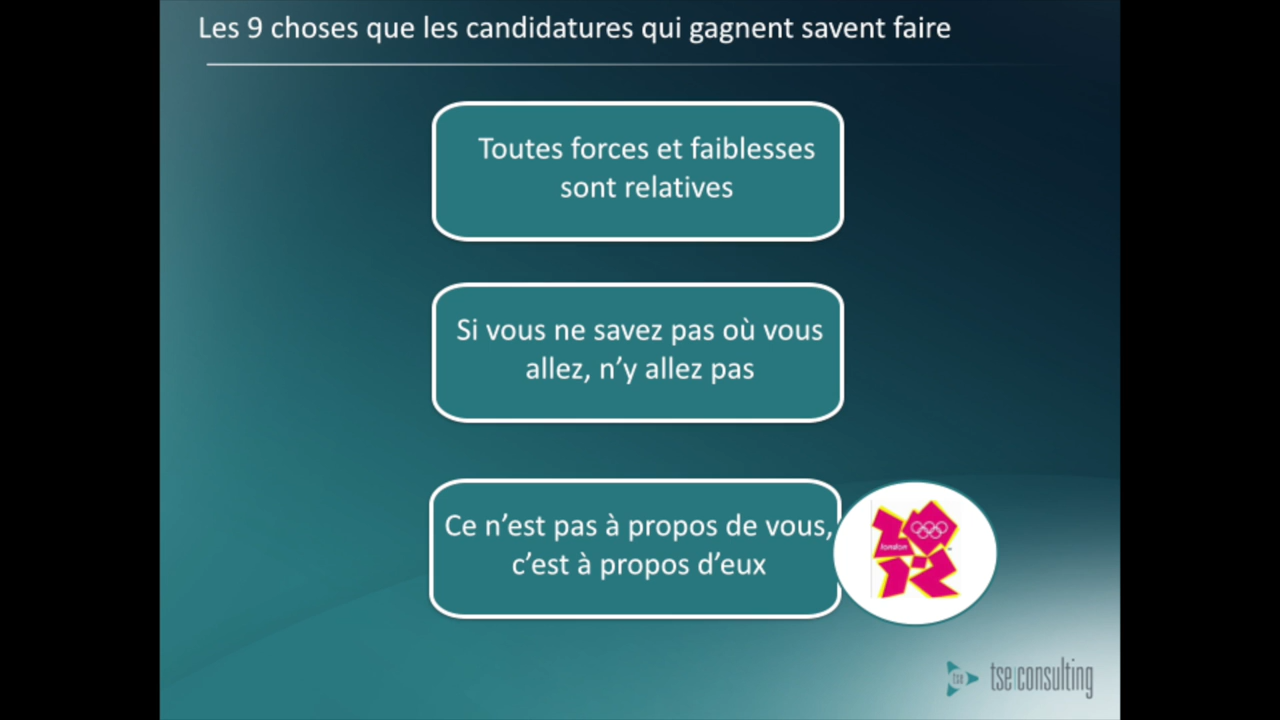 Les 9 choses que les candidatures qui gagnent savent faire
Toutes forces et faiblesses
sont relatives
Si vous ne savez pas où vous
allez, n’y allez pas
Ce n’est pas à propos de vous,
c’est à propos d’eux
london
tse tse consulting